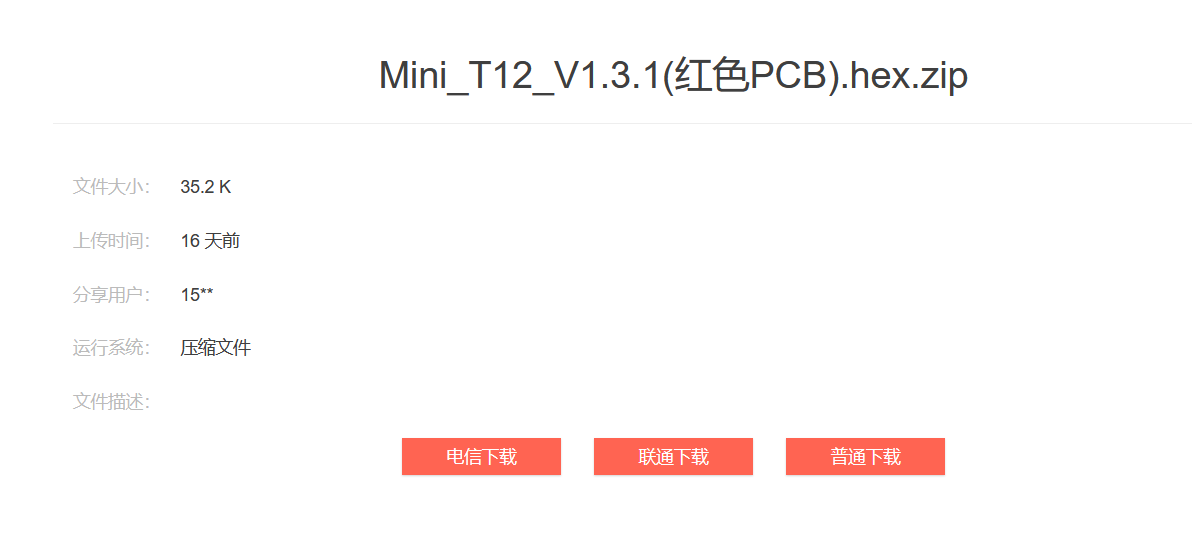 Mini_T12_V1.3.1(红色PCB).hex.zip
文件大小： 35.2 K
上传时间： 16 天前
分享用户： 15**
运行系统： 压缩文件
文件描述：
电信下载 联通下载 普通下载